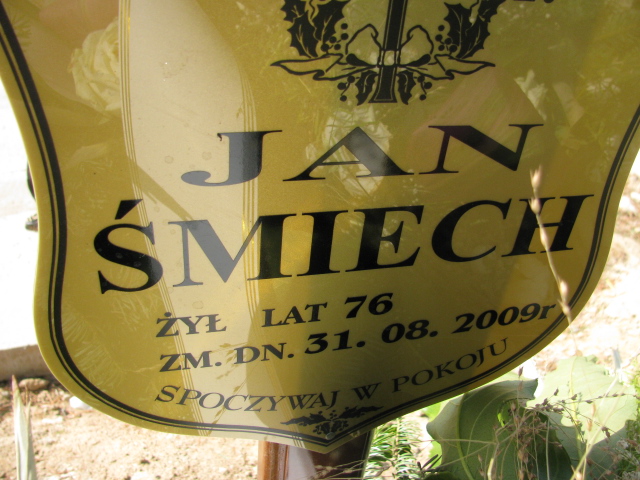 JAN
ŚMIECH
ŻYŁ LAT 76
ZM. DN. 31. 08. 2009r
SPOCZYWAJ W POKOJU